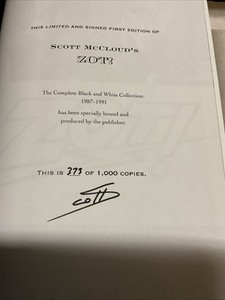 THIS LIMITED AND SIGNED FIRST EDITION OF
SCOTT MCCLOUD'S
ZOT!
The Complete Black and White Collection:
1987-1991
has been specially bound and
produced by the publisher.
THIS IS 273 OF 1,000 COPIES.